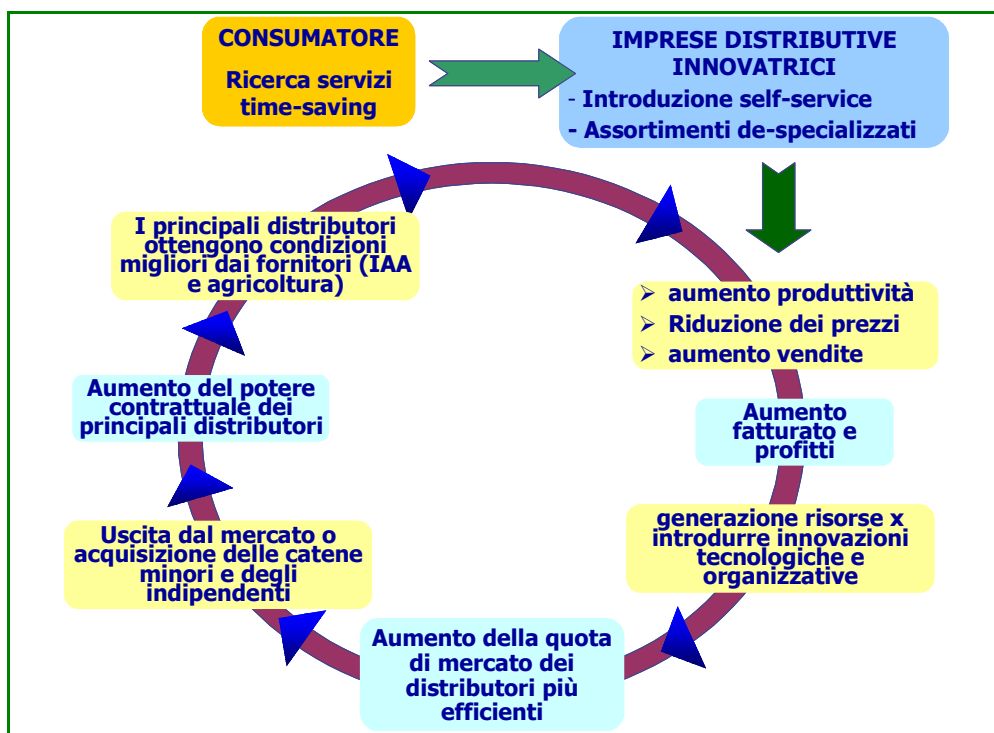 CONSUMATORE
Ricerca servizi
time-saving
IMPRESE DISTRIBUTIVE
INNOVATRICI
- Introduzione self-service
- Assortimenti de-specializzati
➢ aumento produttività
➢ Riduzione dei prezzi
➢ aumento vendite
Aumento
fatturato e
profitti
generazione risorse x
introdurre innovazioni
tecnologiche e
organizzative
Aumento della quota
di mercato dei
distributori più
efficienti
Uscita dal mercato o
acquisizione delle catene
minori e degli
indipendenti
Aumento del potere
contrattuale dei
principali distributori
I principali distributori
ottengono condizioni
migliori dai fornitori (IAA
e agricoltura)